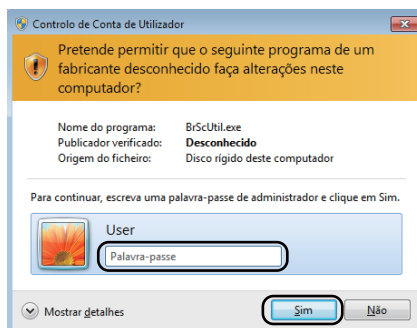 Controlo de Conta de Utilizador
Pretende permitir que o seguinte programa de um
fabricante desconhecido faça alterações neste
computador?
Nome do programa: BrScUtil.exe
Publicador verificado: Desconhecido
Origem do ficheiro: Disco rígido deste computador
Para continuar, escreva uma palavra-passe de administrador e clique em Sim.
User
Palavra-passe
Mostrar detalhes Sim Não